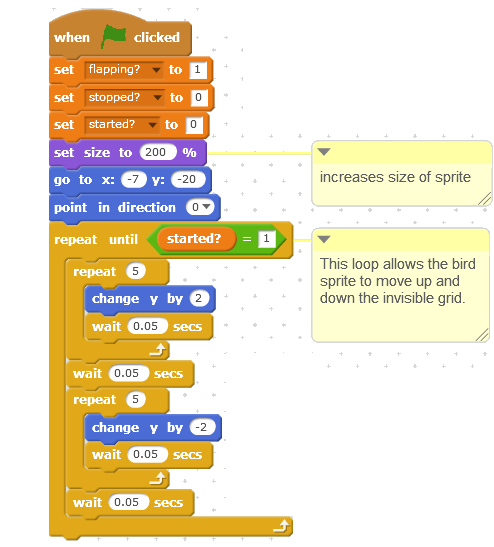 when clicked
set flapping? to 1
set stopped? to 0
set started? to 0
set size to 200 %
increases size of sprite
go to x: -7 y: -20
point in direction 0
repeat until started? = 1
This loop allows the bird
sprite to move up and
down the invisible grid.
repeat 5
change y by 2
wait 0.05 secs
wait 0.05 secs
repeat 5
change y by -2
wait 0.05 secs
wait 0.05 secs